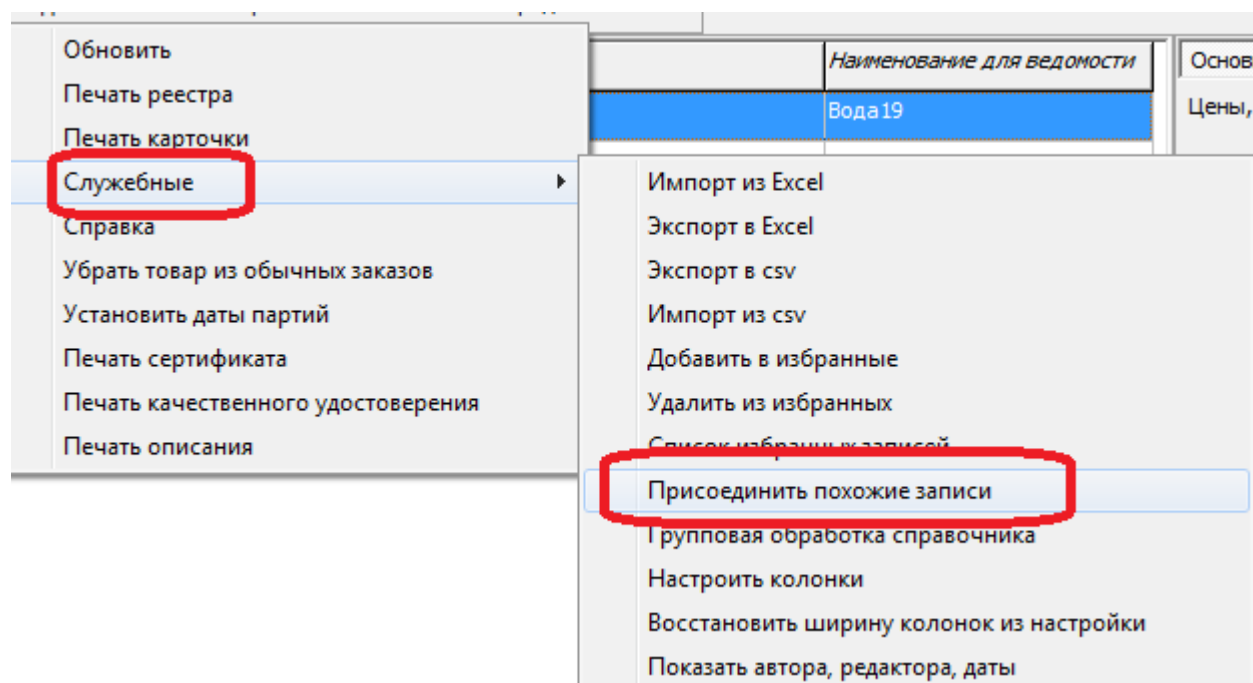 Обновить
Печать реестра
Печать карточки
Служебные
Справка
Убрать товар из обычных заказов
Установить даты партий
Печать сертификата
Печать качественного удостоверения
Печать описания
Наименование для ведомости
Вода19
Основ
Цены,
Импорт из Excel
Экспорт в Excel
Экспорт в csv
Импорт из csv
Добавить в избранные
Удалить из избранных
Список избранных записей
Присоединить похожие записи
Групповая обработка справочника
Настроить колонки
Восстановить ширину колонок из настройки
Показать автора, редактора, даты